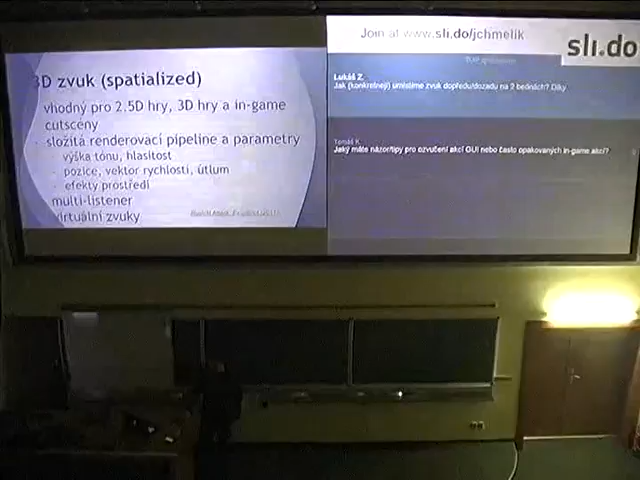 3D zvuk (spatialized)
vhodný pro 2.5D hry, 3D hry a in-game
cutscény
složitá renderovací pipeline a parametry
výška tónu, hlasitost
pozice, vektor rychlosti, útlum
efekty prostředí
multi-listener
virtuální zvuky
Join at www.sli.do/jchmelik
sli.do
Lukáš Z.
Jak (konkrétněj) umístíme zvuk dopředu/dozadu na 2 bednách? Díky
Tomáš K.
Jaký máte názor/tipy pro ozvučení akcí GUI nebo často opakovaných in-game akcí?